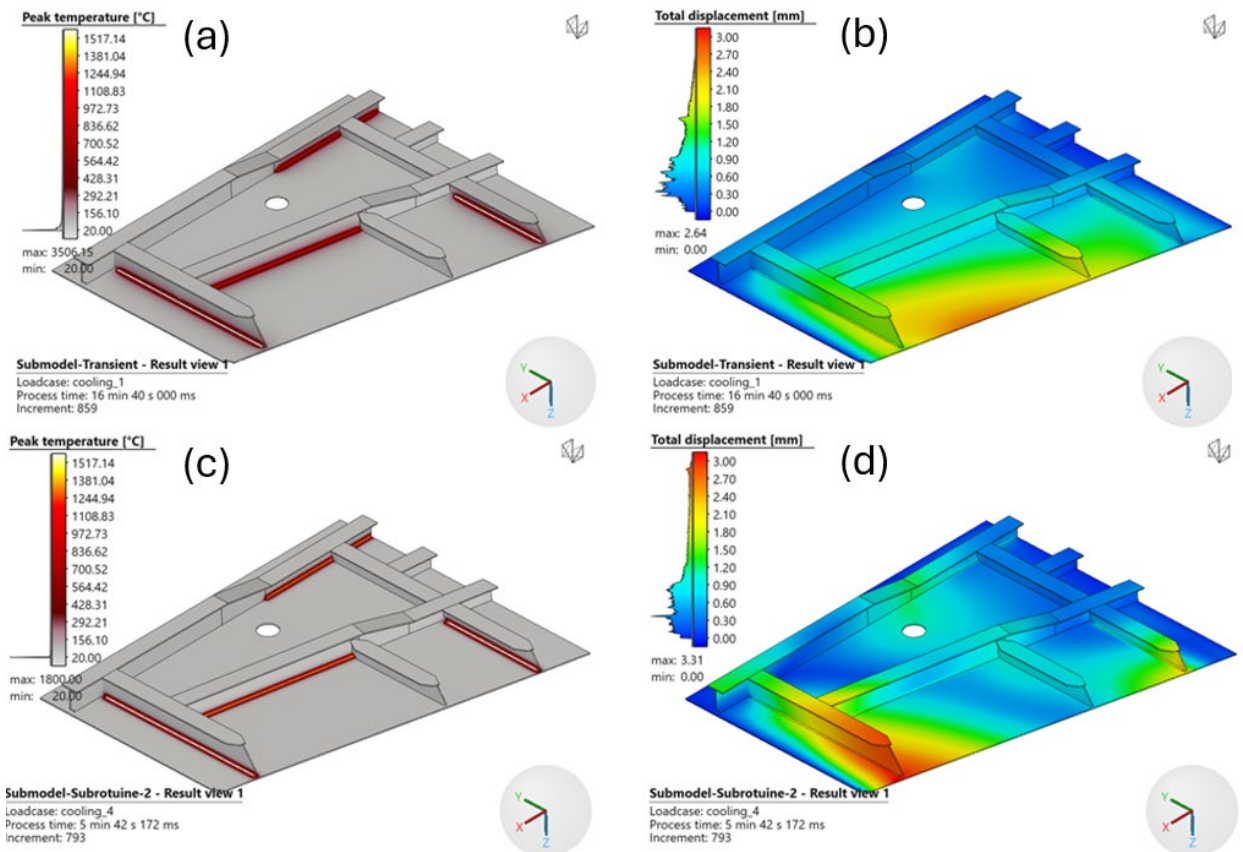 Peak temperature [°C]
(a)
1517.14
1381.04
1244.94
1108.83
972.73
836.62
700.52
564.42
428.31
292.21
156.10
20.00
max: 3506.15
min: 20.00
Submodel-Transient - Result view 1
Loadcase: cooling_1
Process time: 16 min 40 s 000 ms
Increment: 859
Y
X
Z
Total displacement [mm]
(b)
3.00
2.70
2.40
2.10
1.80
1.50
1.20
0.90
0.60
0.30
0.00
max: 2.64
min: 0.00
Submodel-Transient - Result view 1
Loadcase: cooling_1
Process time: 16 min 40 s 000 ms
Increment: 859
Y
X
Z
Peak temperature [°C]
(c)
1517.14
1381.04
1244.94
1108.83
972.73
836.62
700.52
564.42
428.31
292.21
156.10
20.00
max: 1800.00
min: 20.00
Submodel-Subrotuine-2 - Result view 1
Loadcase: cooling_4
Process time: 5 min 42 s 172 ms
Increment: 793
Y
X
Z
Total displacement [mm]
(d)
3.00
2.70
2.40
2.10
1.80
1.50
1.20
0.90
0.60
0.30
0.00
max: 3.31
min: 0.00
Submodel-Subrotuine-2 - Result view 1
Loadcase: cooling_4
Process time: 5 min 42 s 172 ms
Increment: 793
Y
X
Z